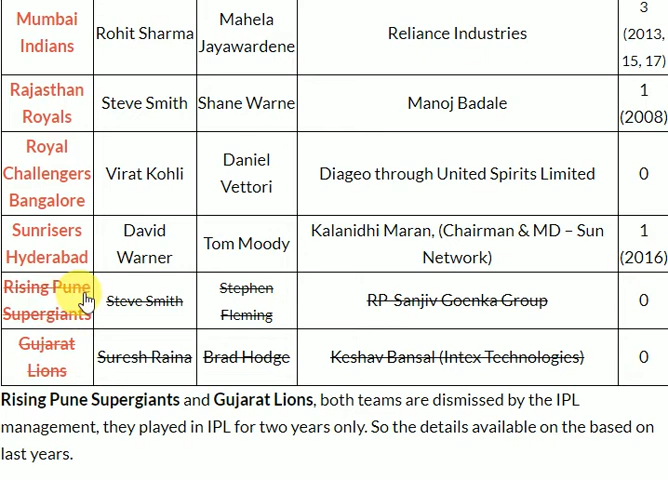 Mumbai Indians Rohit Sharma Mahela Jayawardene Reliance Industries 3 (2013, 15, 17)
Rajasthan Royals Steve Smith Shane Warne Manoj Badale 1 (2008)
Royal Challengers Bangalore Virat Kohli Daniel Vettori Diageo through United Spirits Limited 0
Sunrisers Hyderabad David Warner Tom Moody Kalanidhi Maran, (Chairman & MD – Sun Network) 1 (2016)
Rising Pune Supergiants Steve Smith Stephen Fleming RP-Sanjiv Goenka Group 0
Gujarat Lions Suresh Raina Brad Hodge Keshav Bansal (Intex Technologies) 0
Rising Pune Supergiants and Gujarat Lions, both teams are dismissed by the IPL
management, they played in IPL for two years only. So the details available on the based on
last years.